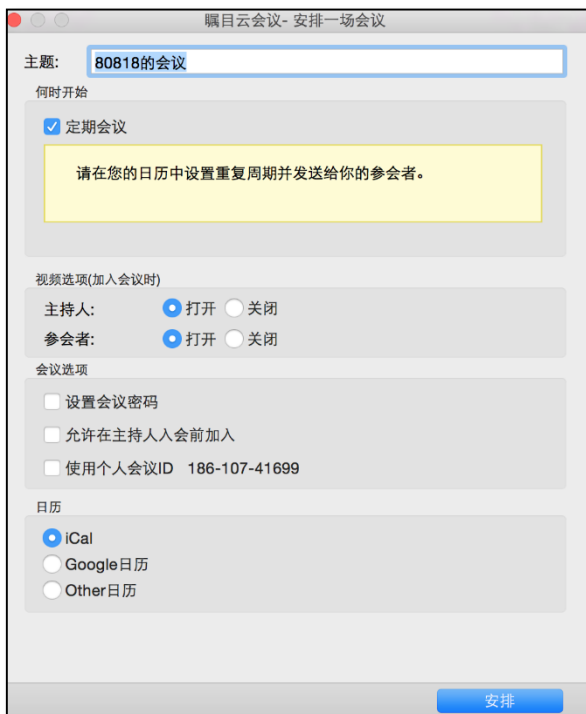 瞩目云会议- 安排一场会议
主题: 80818的会议
何时开始
定期会议
请在您的日历中设置重复周期并发送给你的参会者。
视频选项(加入会议时)
主持人: 打开 关闭
参会者: 打开 关闭
会议选项
设置会议密码
允许在主持人入会前加入
使用个人会议ID 186-107-41699
日历
iCal
Google日历
Other日历
安排